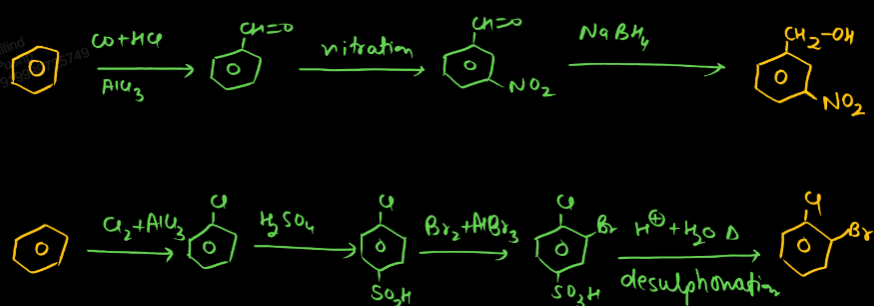 CO+HCl
AlCl3
CH=O
nitration
CH=O
NO2
NaBH4
CH2-OH
NO2
Cl2+AlCl3
Cl
H2SO4
Cl
SO3H
Br2+AlBr3
Cl
Br
SO3H
H⊕+H2O Δ
desulphonation
Cl
Br